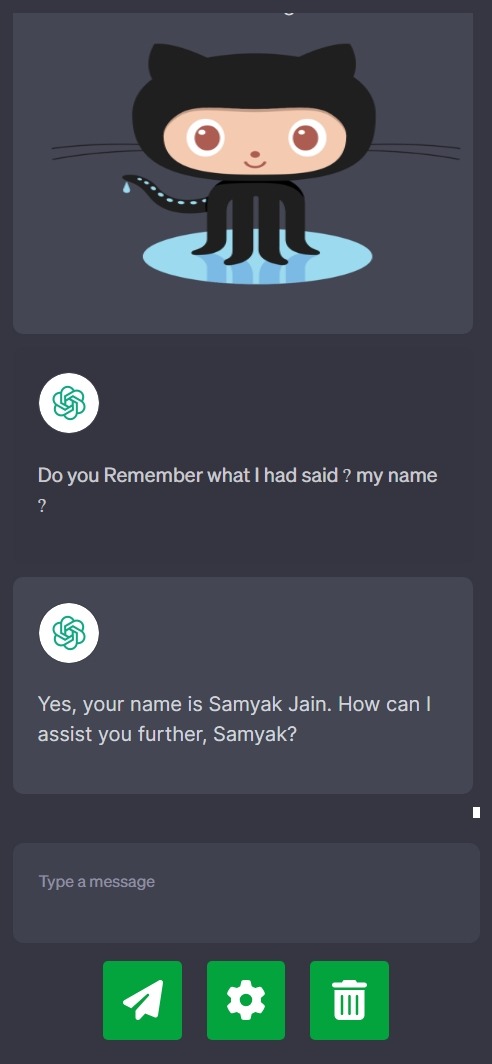 Do you Remember what I had said ? my name
?
Yes, your name is Samyak Jain. How can I
assist you further, Samyak?
Type a message